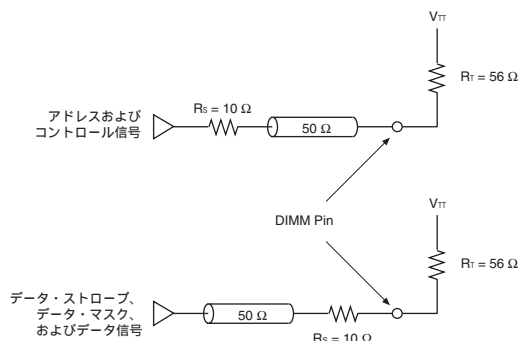 VTT
RT = 56 Ω
アドレスおよび
コントロール信号
RS = 10 Ω
50 Ω
DIMM Pin
VTT
RT = 56 Ω
データ・ストローブ、
データ・マスク、
およびデータ信号
50 Ω
RS = 10 Ω